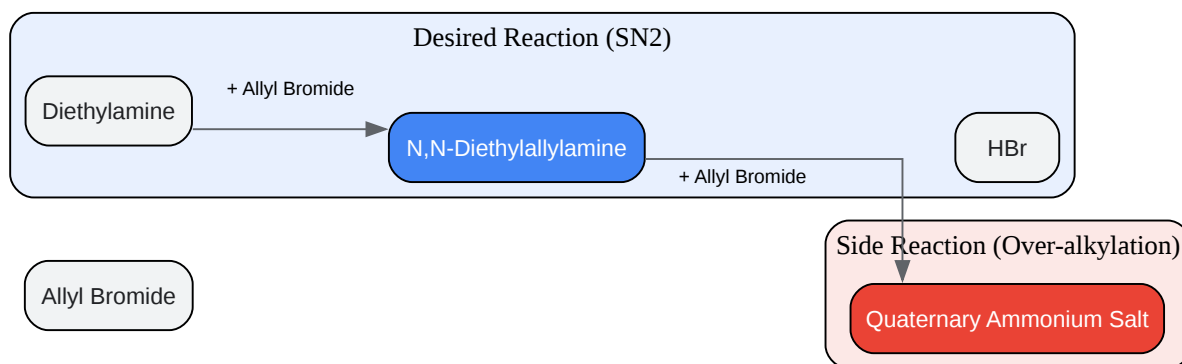 Desired Reaction (SN2)
Diethylamine
+ Allyl Bromide
N,N-Diethylallylamine
+ Allyl Bromide
HBr
Side Reaction (Over-alkylation)
Allyl Bromide
Quaternary Ammonium Salt